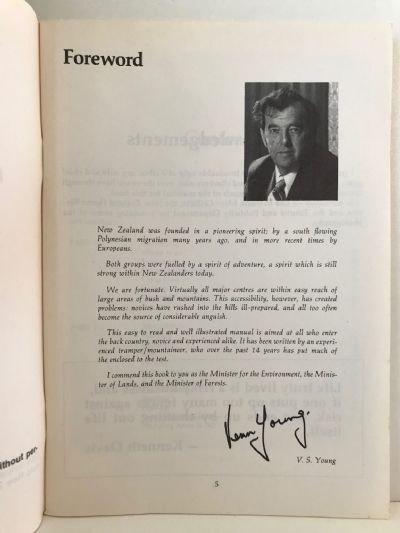 Foreword
New Zealand was founded in a pioneering spirit; by a south flowing
Polynesian migration many years ago, and in more recent times by
Europeans.
Both groups were fuelled by a spirit of adventure, a spirit which is still
strong within New Zealanders today.
We are fortunate. Virtually all major centres are within easy reach of
large areas of bush and mountains. This accessibility, however, has created
problems: novices have rushed into the hills ill-prepared, and all too often
become the source of considerable anguish.
This easy to read and well illustrated manual is aimed at all who enter
the back country, novice and experienced alike. It has been written by an experi-
enced tramper/mountaineer, who over the past 14 years has put much of
the enclosed to the test.
I commend this book to you as the Minister for the Environment, the Minis-
ter of Lands, and the Minister of Forests.
Venn Young.
V. S. Young
5
ithout per-